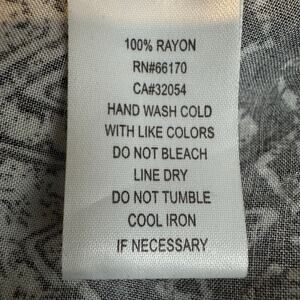 100% RAYON
RN#66170
CA#32054
HAND WASH COLD
WITH LIKE COLORS
DO NOT BLEACH
LINE DRY
DO NOT TUMBLE
COOL IRON
IF NECESSARY